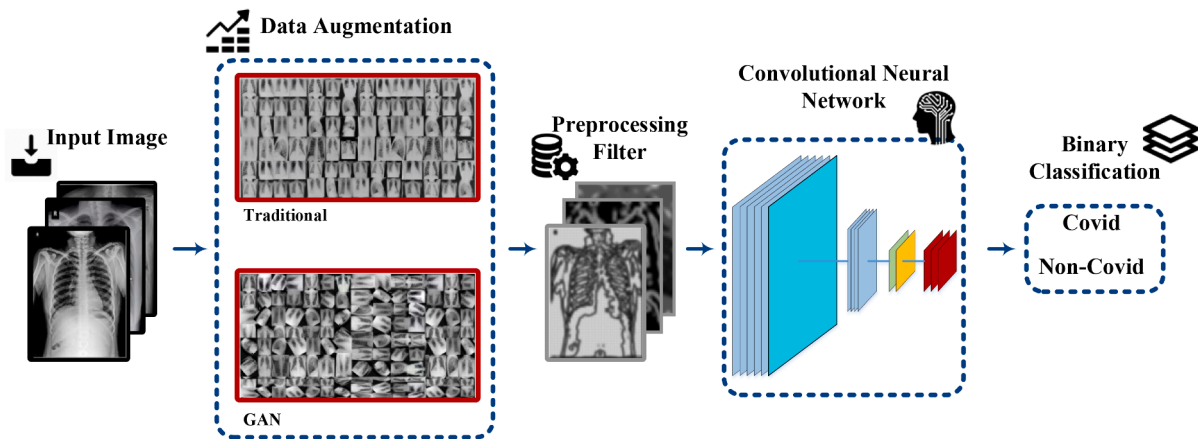 Data Augmentation
Input Image
Traditional
GAN
Preprocessing
Filter
Convolutional Neural
Network
Binary
Classification
Covid
Non-Covid